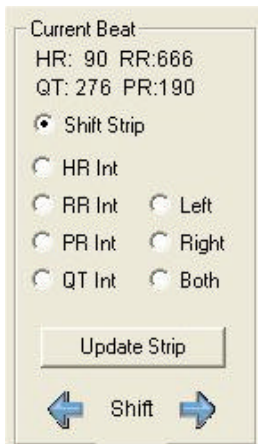 Current Beat
HR: 90 RR:666
QT: 276 PR:190
Shift Strip
HR Int
RR Int Left
PR Int Right
QT Int Both
Update Strip
Shift